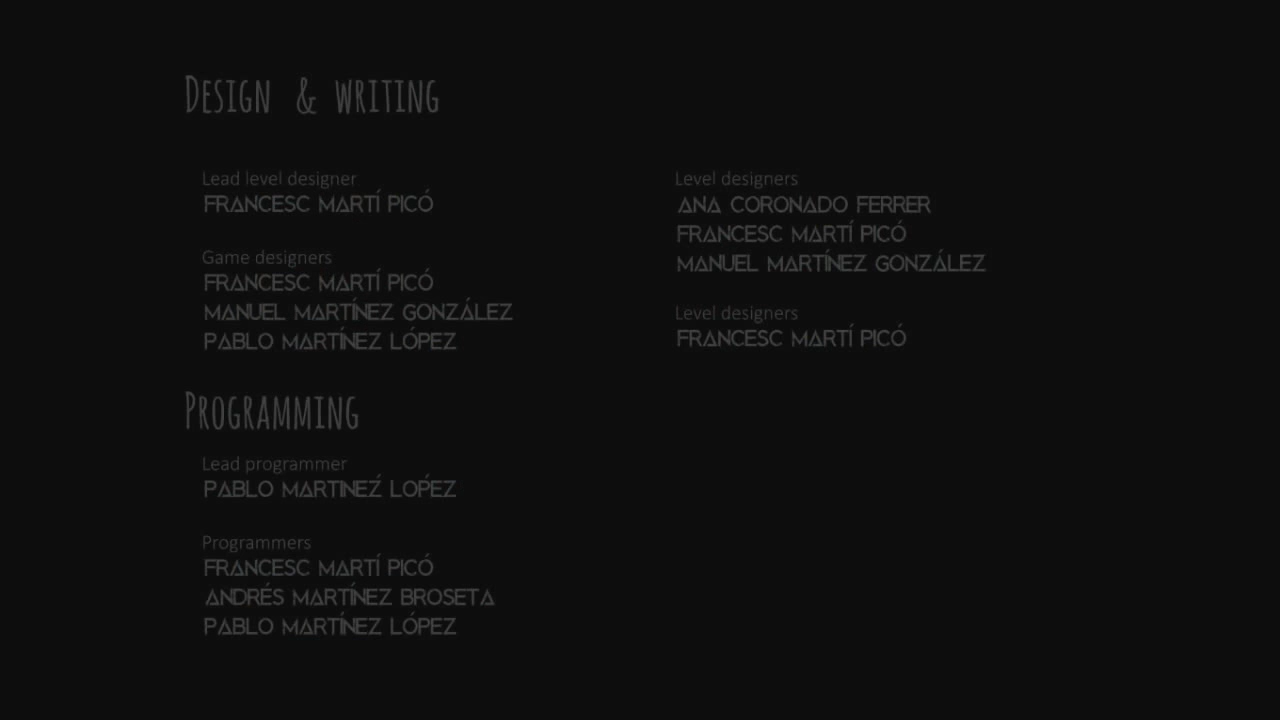 Design & writing
Lead level designer
FRANCESC MARTÍ PICÓ
Game designers
FRANCESC MARTÍ PICÓ
MANUEL MARTÍNEZ GONZÁLEZ
PABLO MARTÍNEZ LÓPEZ
Level designers
ANA CORONADO FERRER
FRANCESC MARTÍ PICÓ
MANUEL MARTÍNEZ GONZÁLEZ
Level designers
FRANCESC MARTÍ PICÓ
Programming
Lead programmer
PABLO MARTINEŹ LOṔEZ
Programmers
FRANCESC MARTÍ PICÓ
ANDRÉS MARTÍNEZ BROSETA
PABLO MARTÍNEZ LÓPEZ